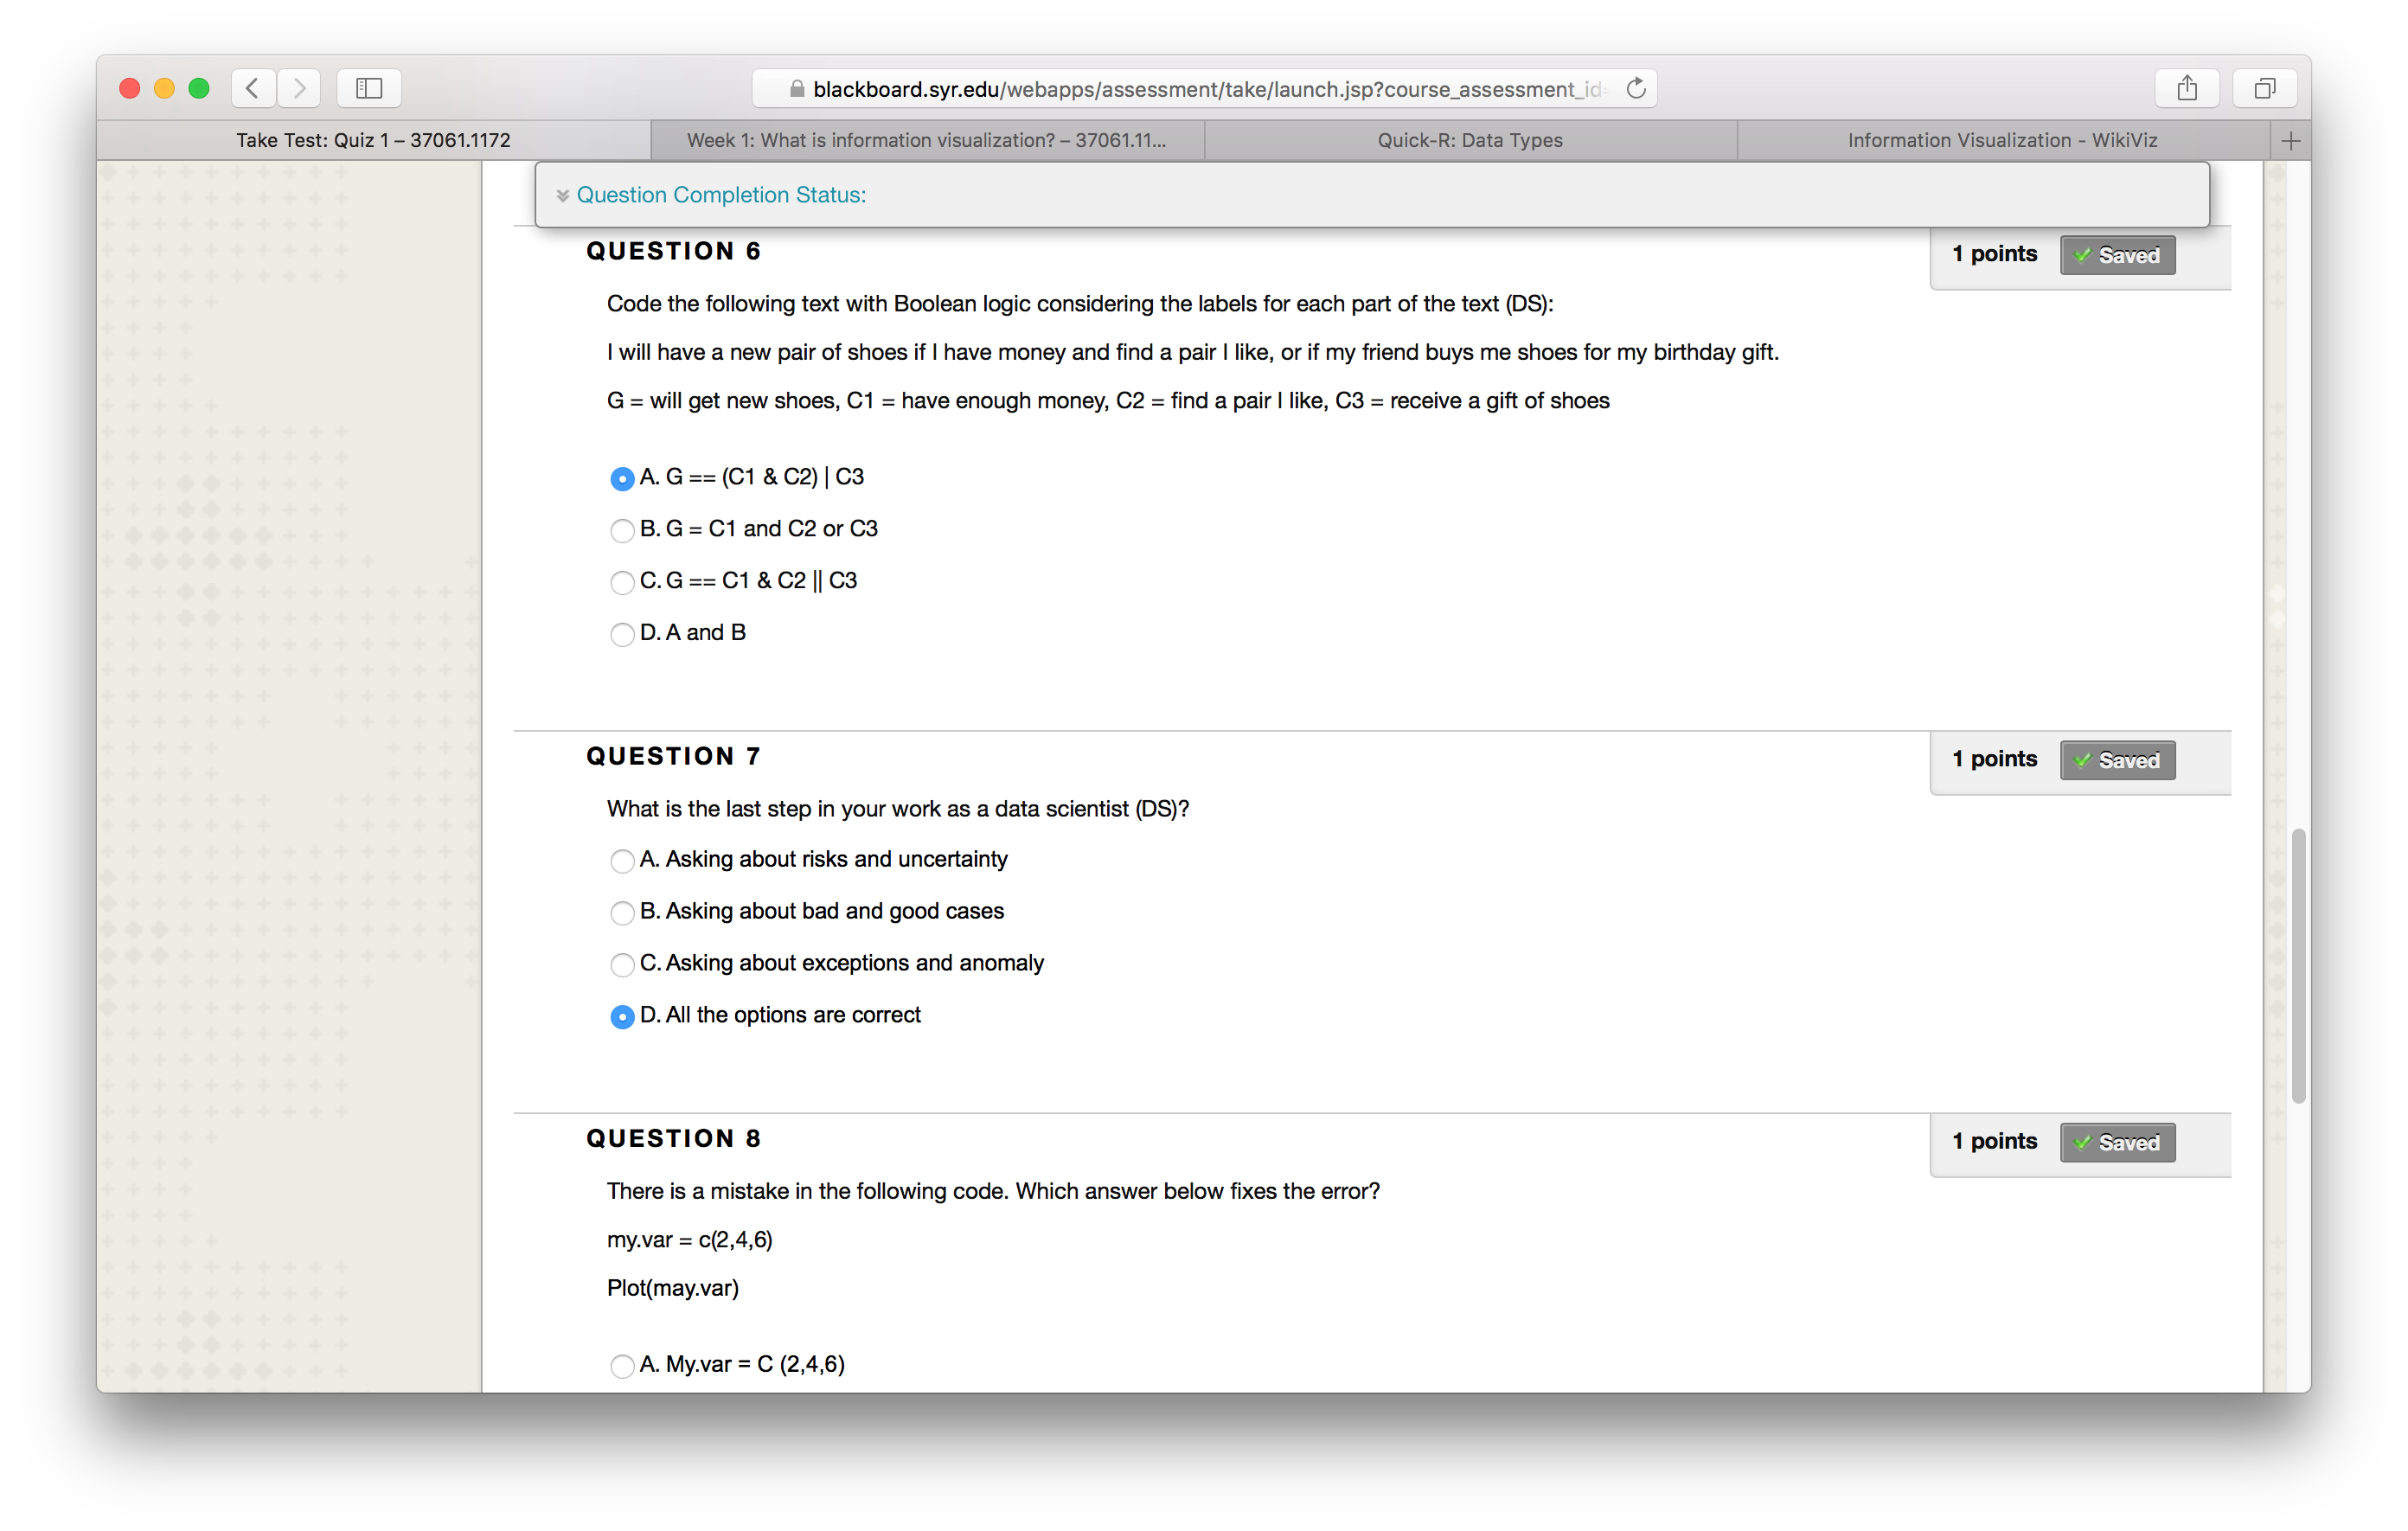 blackboard.syr.edu/webapps/assessment/take/launch.jsp?course_assessment_id=
Take Test: Quiz 1 – 37061.1172
Week 1: What is information visualization? – 37061.11...
Quick-R: Data Types
Information Visualization - WikiViz
Question Completion Status:
QUESTION 6
1 points
Saved
Code the following text with Boolean logic considering the labels for each part of the text (DS):
I will have a new pair of shoes if I have money and find a pair I like, or if my friend buys me shoes for my birthday gift.
G = will get new shoes, C1 = have enough money, C2 = find a pair I like, C3 = receive a gift of shoes
A. G == (C1 & C2) | C3
B. G = C1 and C2 or C3
C. G == C1 & C2 || C3
D. A and B
QUESTION 7
1 points
Saved
What is the last step in your work as a data scientist (DS)?
A. Asking about risks and uncertainty
B. Asking about bad and good cases
C. Asking about exceptions and anomaly
D. All the options are correct
QUESTION 8
1 points
Saved
There is a mistake in the following code. Which answer below fixes the error?
my.var = c(2,4,6)
Plot(may.var)
A. My.var = C (2,4,6)